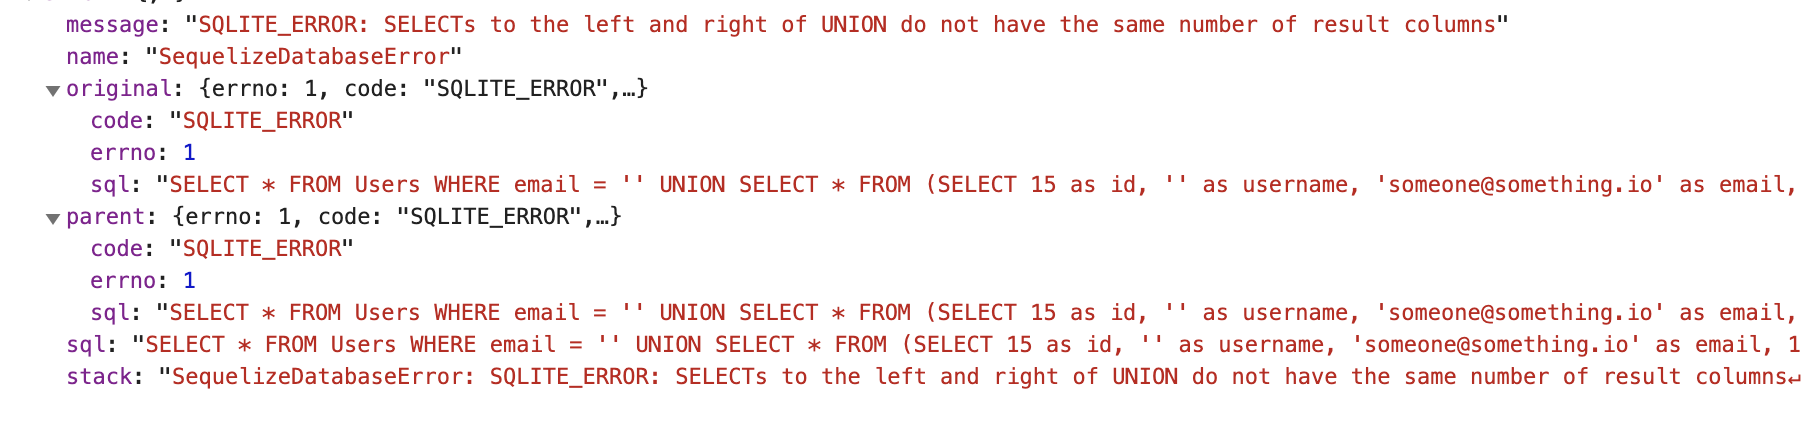 message: "SQLITE_ERROR: SELECTs to the left and right of UNION do not have the same number of result columns"
name: "SequelizeDatabaseError"
▼original: {errno: 1, code: "SQLITE_ERROR",…}
code: "SQLITE_ERROR"
errno: 1
sql: "SELECT * FROM Users WHERE email = '' UNION SELECT * FROM (SELECT 15 as id, '' as username, 'someone@something.io' as email,
▼parent: {errno: 1, code: "SQLITE_ERROR",…}
code: "SQLITE_ERROR"
errno: 1
sql: "SELECT * FROM Users WHERE email = '' UNION SELECT * FROM (SELECT 15 as id, '' as username, 'someone@something.io' as email,
sql: "SELECT * FROM Users WHERE email = '' UNION SELECT * FROM (SELECT 15 as id, '' as username, 'someone@something.io' as email, 1
stack: "SequelizeDatabaseError: SQLITE_ERROR: SELECTs to the left and right of UNION do not have the same number of result columns↵